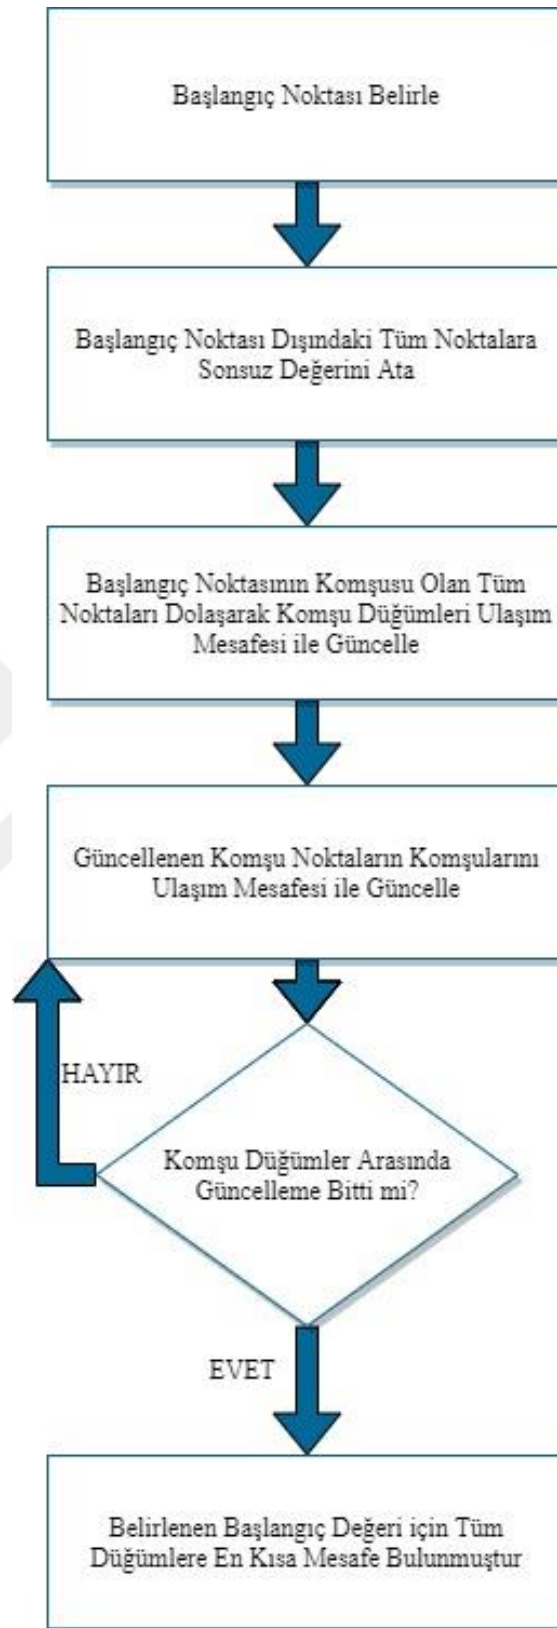 Başlangıç Noktası Belirle
Başlangıç Noktası Dışındaki Tüm Noktalara
Sonsuz Değerini Ata
Başlangıç Noktasının Komşusu Olan Tüm
Noktaları Dolaşarak Komşu Düğümleri Ulaşım
Mesafesi ile Güncelle
Güncellenen Komşu Noktaların Komşularını
Ulaşım Mesafesi ile Güncelle
HAYIR
Komşu Düğümler Arasında
Güncelleme Bitti mi?
EVET
Belirlenen Başlangıç Değeri için Tüm
Düğümlere En Kısa Mesafe Bulunmuştur